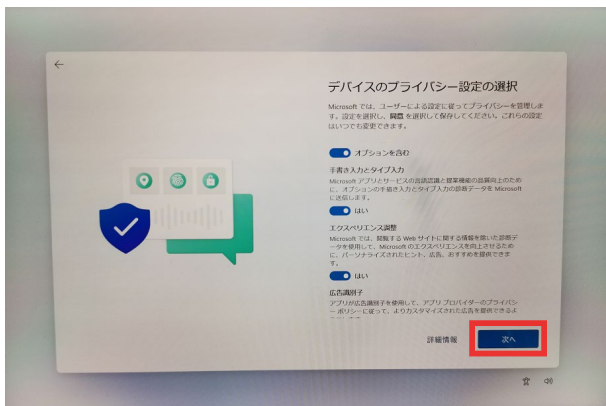 デバイスのプライバシー設定の選択
Microsoft では、ユーザーによる設定に従ってプライバシーを管理しま
す。設定を選択し、同意 を選択して保存してください。これらの設定
はいつでも変更できます。
オプションを含む
手書き入力とタイプ入力
Microsoft アプリとサービスの言語認識と提案機能の品質向上のため
に、オプションの手描き入力とタイプ入力の診断データを Microsoft
に送信します。
はい
エクスペリエンス調整
Microsoft では、閲覧する Web サイトに関する情報を除いた診断デ
ータを使用して、Microsoft のエクスペリエンスを向上させるため
に、パーソナライズされたヒント、広告、おすすめを提供できま
す。
はい
広告識別子
アプリが広告識別子を使用して、アプリ プロバイダーのプライバシ
ー ポリシーに従って、よりカスタマイズされた広告を提供できるよ
詳細情報
次へ